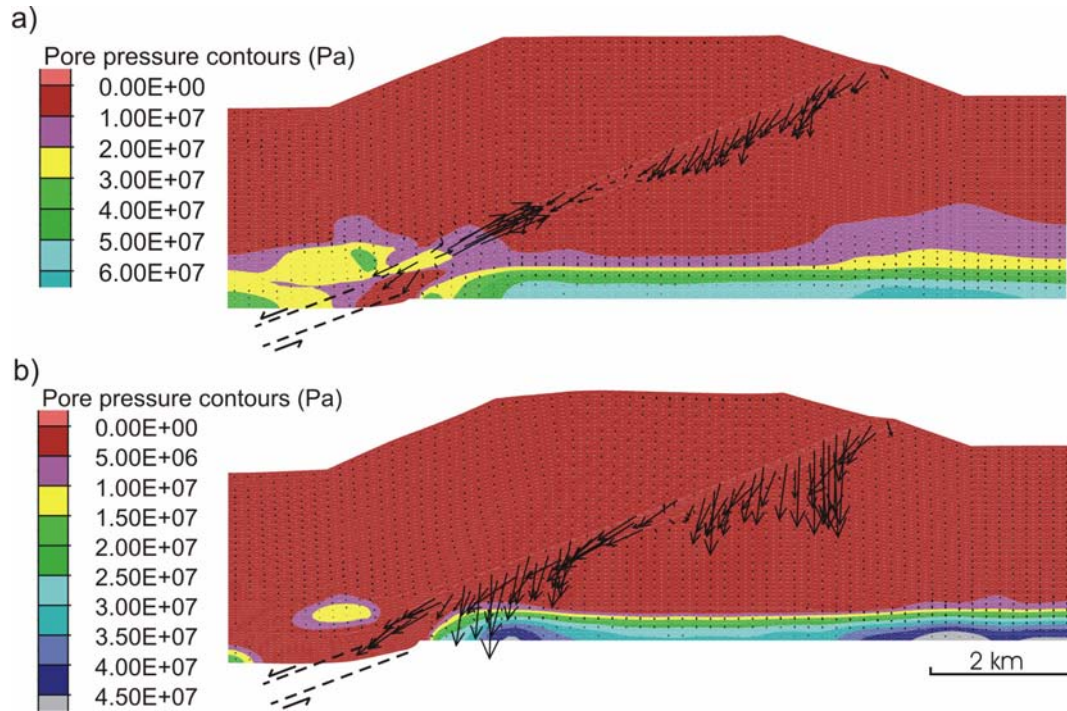 a)
Pore pressure contours (Pa)
0.00E+00
1.00E+07
2.00E+07
3.00E+07
4.00E+07
5.00E+07
6.00E+07
b)
Pore pressure contours (Pa)
0.00E+00
5.00E+06
1.00E+07
1.50E+07
2.00E+07
2.50E+07
3.00E+07
3.50E+07
4.00E+07
4.50E+07
2 km